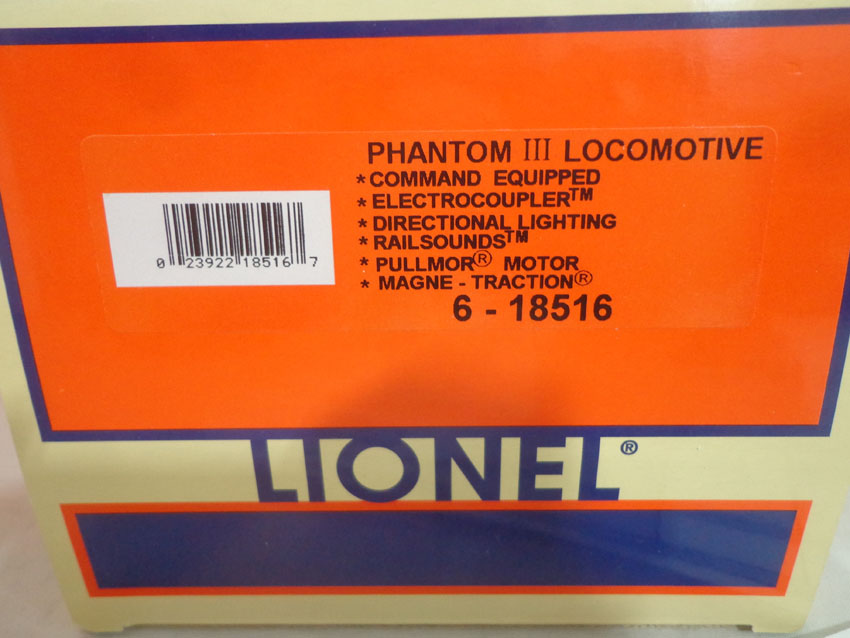 PHANTOM III LOCOMOTIVE
* COMMAND EQUIPPED
* ELECTROCOUPLER™
* DIRECTIONAL LIGHTING
* RAILSOUNDS™
* PULLMOR® MOTOR
* MAGNE - TRACTION®
6 - 18516
0 23922 18516 7
LIONEL®